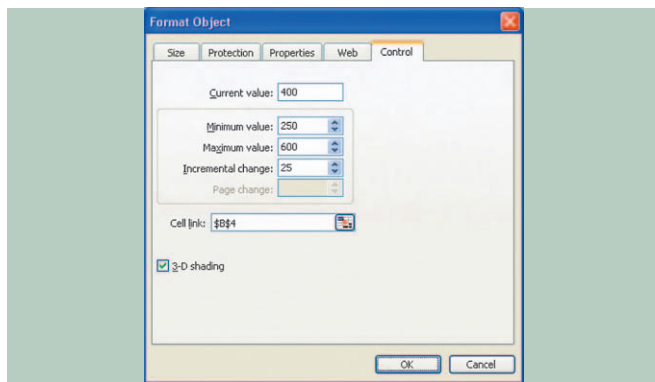 Format Object
Size Protection Properties Web Control
Current value: 400
Minimum value: 250
Maximum value: 600
Incremental change: 25
Page change:
Cell link: $B$4
3-D shading
OK Cancel